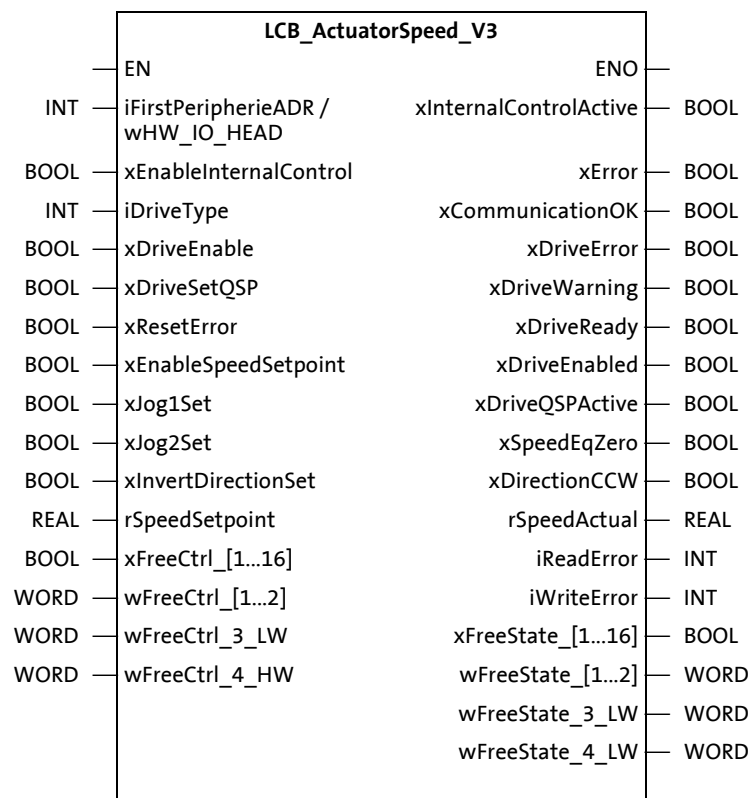 LCB_ActuatorSpeed_V3
EN ENO
INT iFirstPeripherieADR / xInternalControlActive BOOL
wHW_IO_HEAD
BOOL xEnableInternalControl xError BOOL
INT iDriveType xCommunicationOK BOOL
BOOL xDriveEnable xDriveError BOOL
BOOL xDriveSetQSP xDriveWarning BOOL
BOOL xResetError xDriveReady BOOL
BOOL xEnableSpeedSetpoint xDriveEnabled BOOL
BOOL xJog1Set xDriveQSPActive BOOL
BOOL xJog2Set xSpeedEqZero BOOL
BOOL xInvertDirectionSet xDirectionCCW BOOL
REAL rSpeedSetpoint rSpeedActual REAL
BOOL xFreeCtrl_[1...16] iReadError INT
WORD wFreeCtrl_[1...2] iWriteError INT
WORD wFreeCtrl_3_LW xFreeState_[1...16] BOOL
WORD wFreeCtrl_4_HW wFreeState_[1...2] WORD
wFreeState_3_LW WORD
wFreeState_4_LW WORD